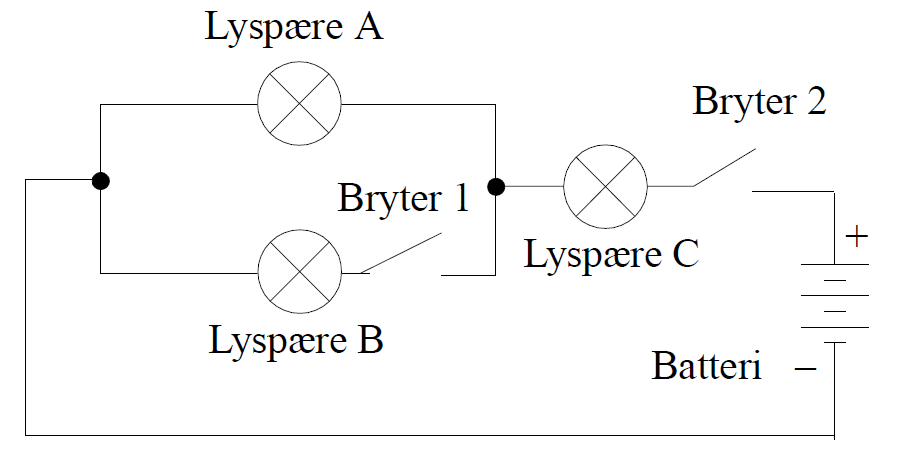 Lyspære A
Bryter 2
Bryter 1
+
Lyspære C
Lyspære B
Batteri –